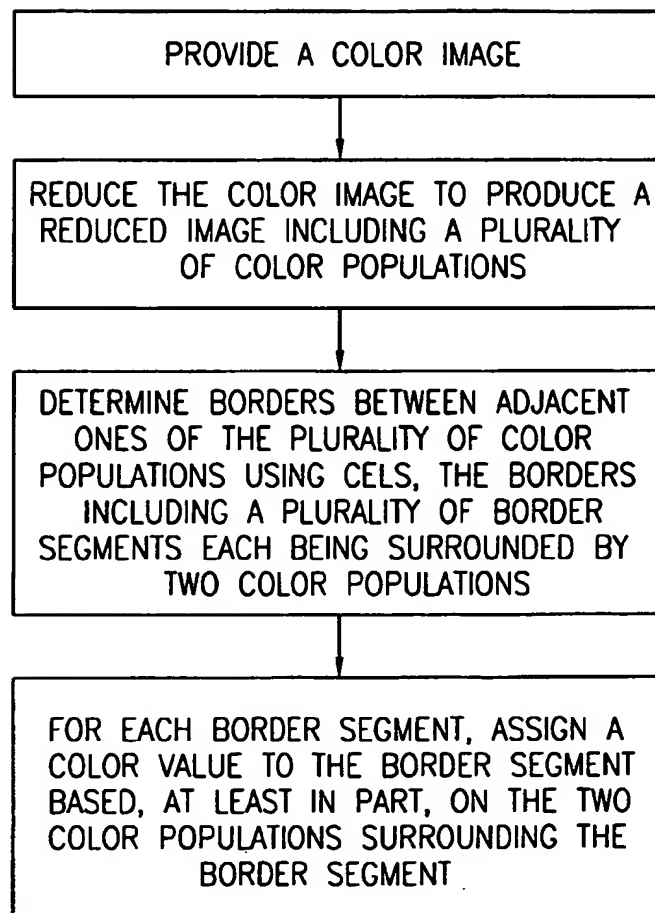 PROVIDE A COLOR IMAGE
REDUCE THE COLOR IMAGE TO PRODUCE A
REDUCED IMAGE INCLUDING A PLURALITY
OF COLOR POPULATIONS
DETERMINE BORDERS BETWEEN ADJACENT
ONES OF THE PLURALITY OF COLOR
POPULATIONS USING CELS, THE BORDERS
INCLUDING A PLURALITY OF BORDER
SEGMENTS EACH BEING SURROUNDED BY
TWO COLOR POPULATIONS
FOR EACH BORDER SEGMENT, ASSIGN A
COLOR VALUE TO THE BORDER SEGMENT
BASED, AT LEAST IN PART, ON THE TWO
COLOR POPULATIONS SURROUNDING THE
BORDER SEGMENT